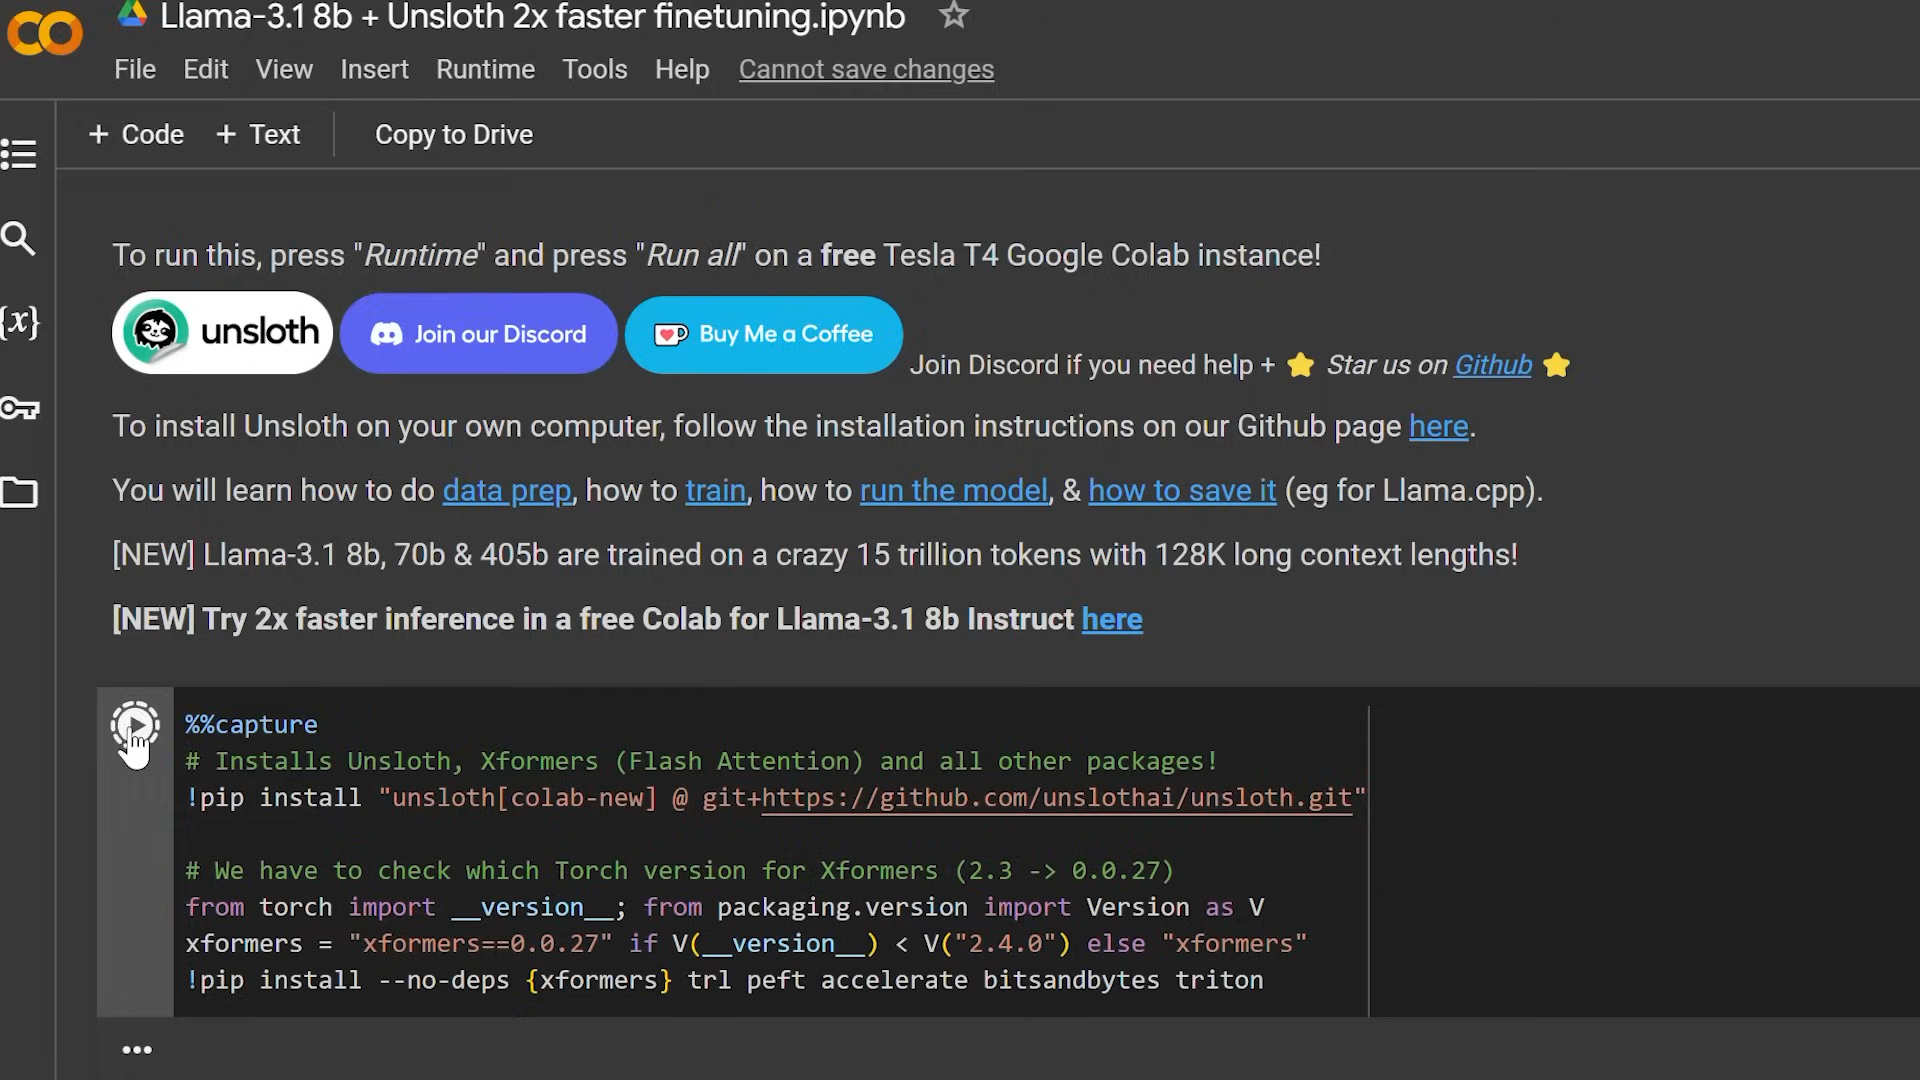 Llama-3.1 8b + Unsloth 2x faster finetuning.ipynb
File Edit View Insert Runtime Tools Help Cannot save changes
+ Code + Text Copy to Drive
{x}
To run this, press "Runtime" and press "Run all" on a free Tesla T4 Google Colab instance!
unsloth Join our Discord Buy Me a Coffee Join Discord if you need help + ⭐ Star us on Github ⭐
To install Unsloth on your own computer, follow the installation instructions on our Github page here.
You will learn how to do data prep, how to train, how to run the model, & how to save it (eg for Llama.cpp).
[NEW] Llama-3.1 8b, 70b & 405b are trained on a crazy 15 trillion tokens with 128K long context lengths!
[NEW] Try 2x faster inference in a free Colab for Llama-3.1 8b Instruct here
%%capture
# Installs Unsloth, Xformers (Flash Attention) and all other packages!
!pip install "unsloth[colab-new] @ git+https://github.com/unslothai/unsloth.git"
# We have to check which Torch version for Xformers (2.3 -> 0.0.27)
from torch import __version__; from packaging.version import Version as V
xformers = "xformers==0.0.27" if V(__version__) < V("2.4.0") else "xformers"
!pip install --no-deps {xformers} trl peft accelerate bitsandbytes triton